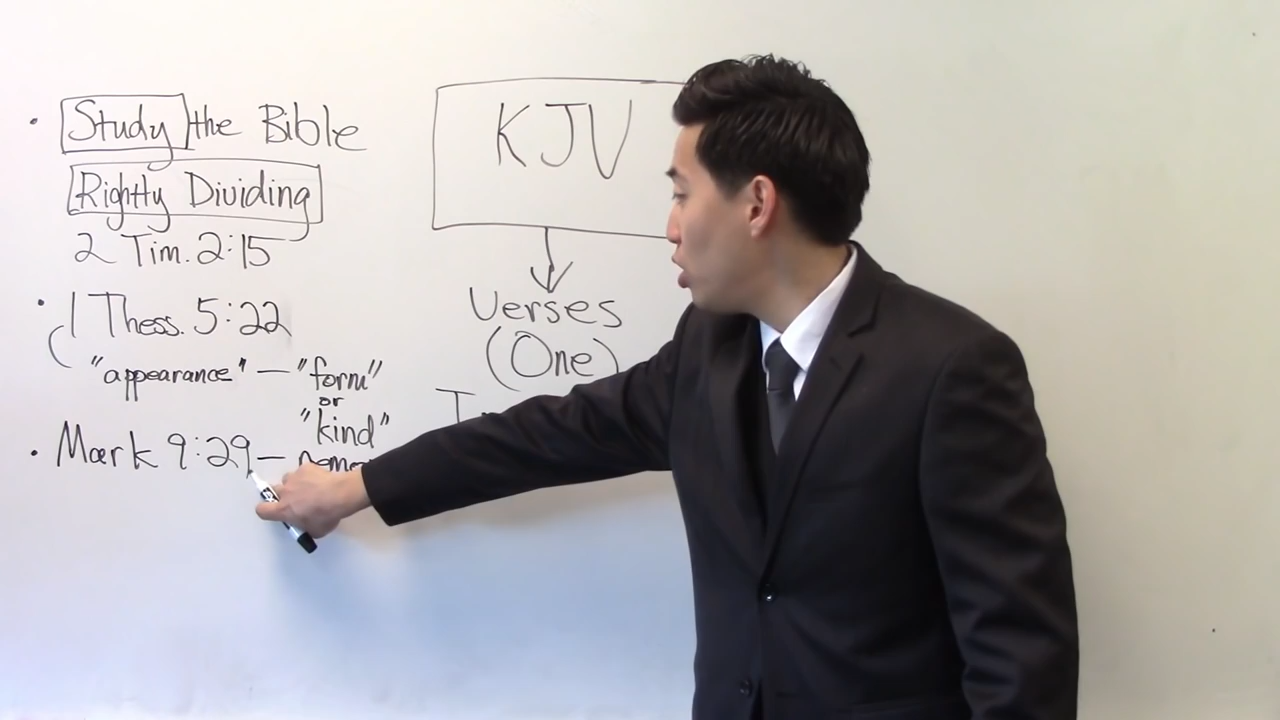 • Study the Bible
Rightly Dividing
2 Tim. 2:15
• 1 Thess. 5:22
"appearance" — "form"
or
"kind"
• Mark 9:29 —
KJV
Verses
(One)